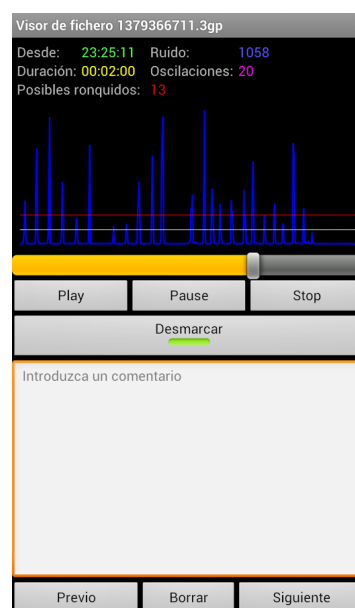 Visor de fichero 1379366711.3gp
Desde: 23:25:11 Ruido: 1058
Duración: 00:02:00 Oscilaciones: 20
Posibles ronquidos: 13
Play Pause Stop
Desmarcar
Introduzca un comentario
Previo Borrar Siguiente